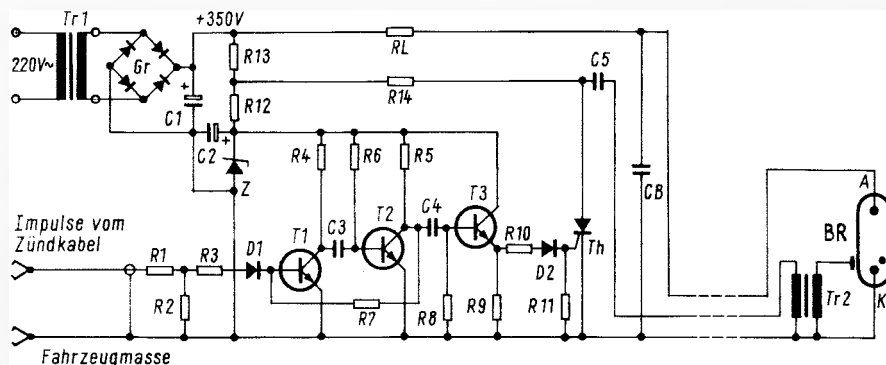 Tr1
+350V
220V~
Gr
R13
RL
C5
R14
C1
R12
C2
Z
R4
R6
R5
T3
CB
A
T1
C3
T2
C4
BR
Impulse vom
Zündkabel
R10
Th
R1
R3
D1
D2
K
R2
R7
R8
R9
R11
Tr2
Fahrzeugmasse